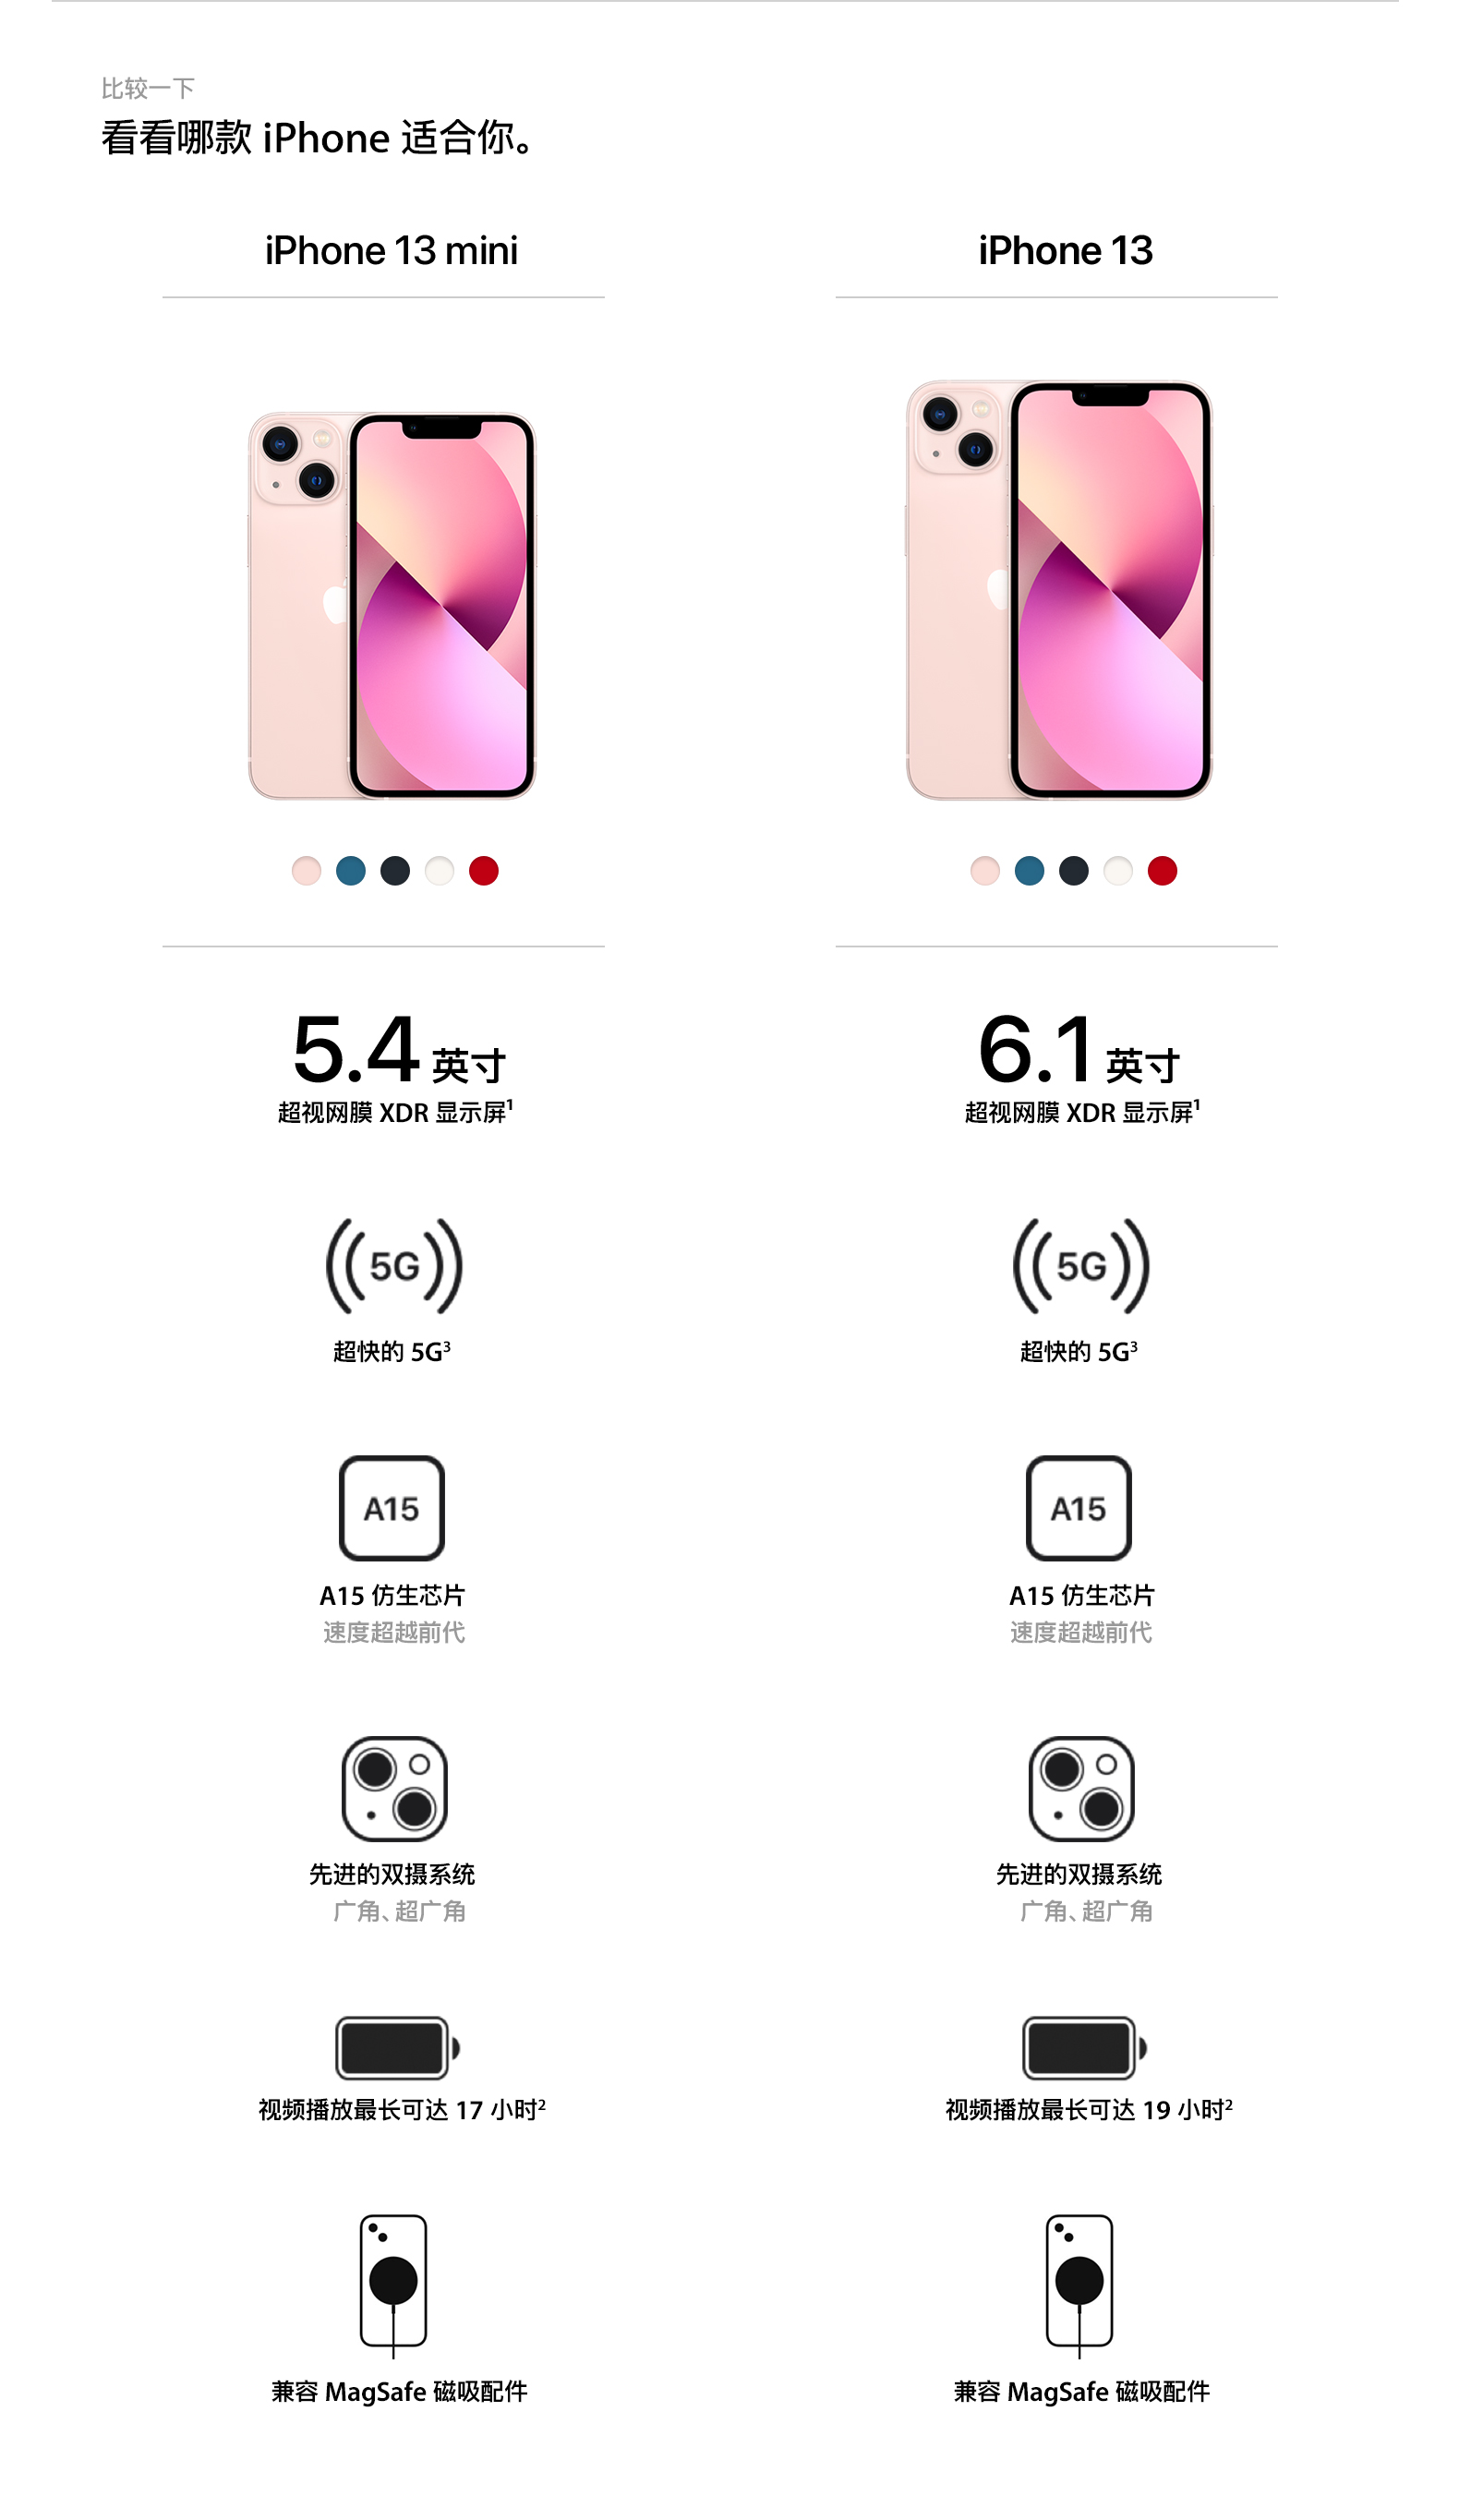 比较一下
看看哪款 iPhone 适合你。
iPhone 13 mini
iPhone 13
5.4 英寸
超视网膜 XDR 显示屏¹
6.1 英寸
超视网膜 XDR 显示屏¹
5G
超快的 5G³
5G
超快的 5G³
A15
A15 仿生芯片
速度超越前代
A15
A15 仿生芯片
速度超越前代
先进的双摄系统
广角、超广角
先进的双摄系统
广角、超广角
视频播放最长可达 17 小时²
视频播放最长可达 19 小时²
兼容 MagSafe 磁吸配件
兼容 MagSafe 磁吸配件